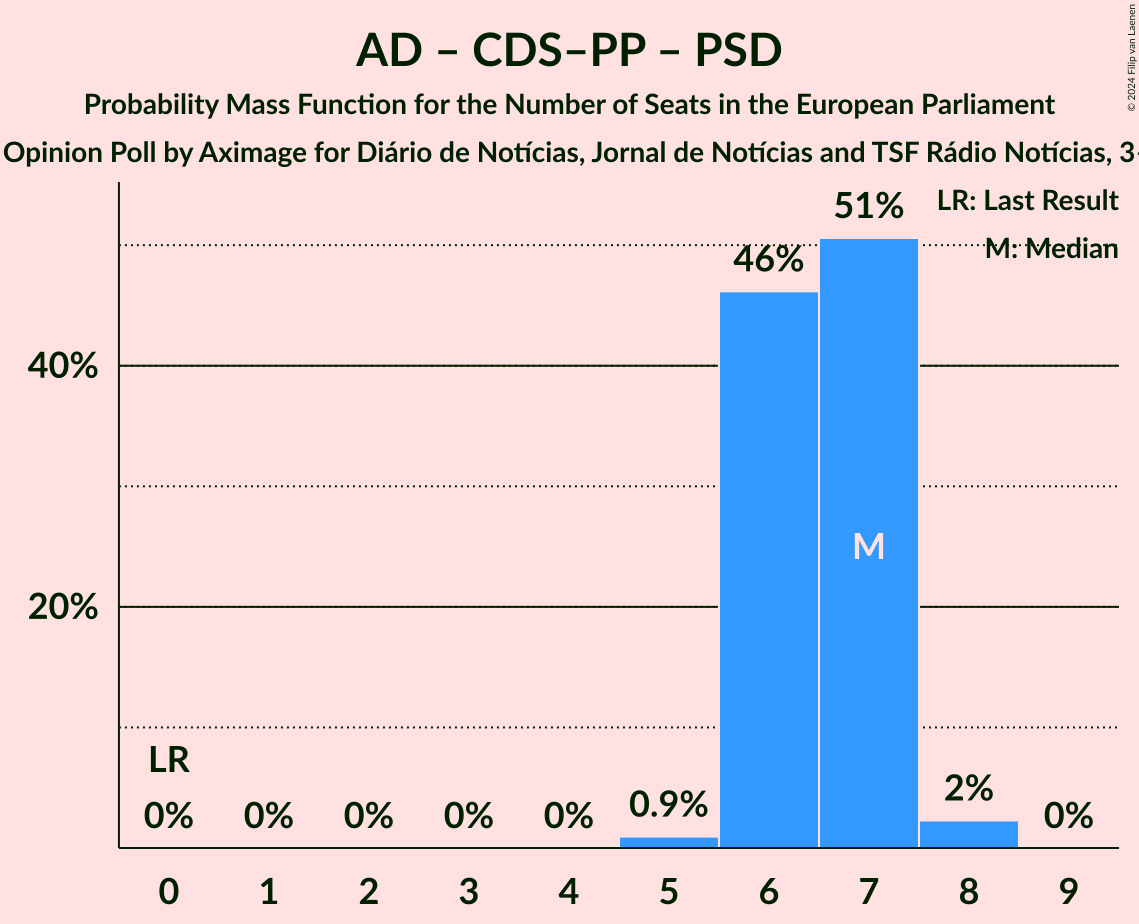 AD – CDS–PP – PSD
Probability Mass Function for the Number of Seats in the European Parliament
Opinion Poll by Aximage for Diário de Notícias, Jornal de Notícias and TSF Rádio Notícias, 3-
© 2024 Filip van Laenen
LR: Last Result
M: Median
51%
46%
40%
M
20%
LR
0% 0% 0% 0% 0% 0.9% 2% 0%
0 1 2 3 4 5 6 7 8 9